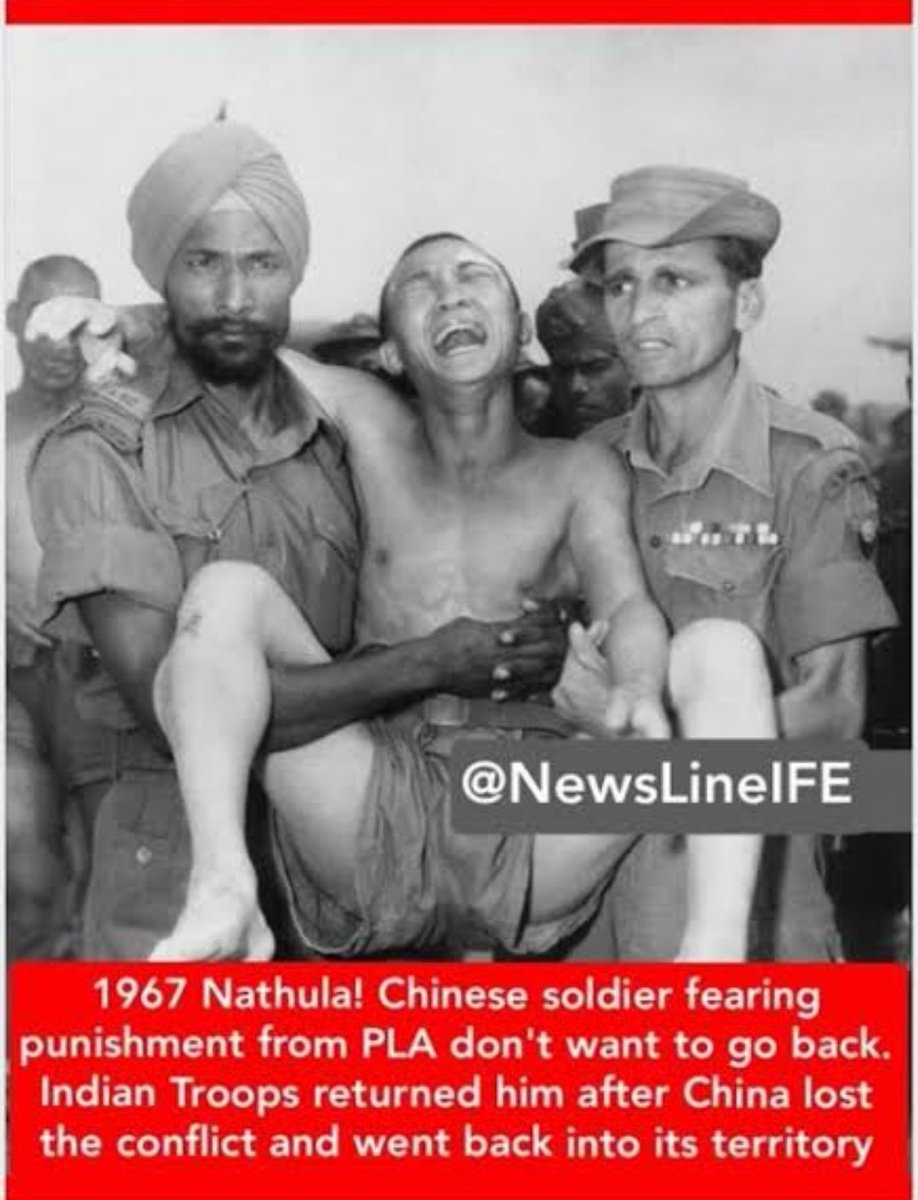 @NewsLineIFE
1967 Nathula! Chinese soldier fearing
punishment from PLA don't want to go back.
Indian Troops returned him after China lost
the conflict and went back into its territory